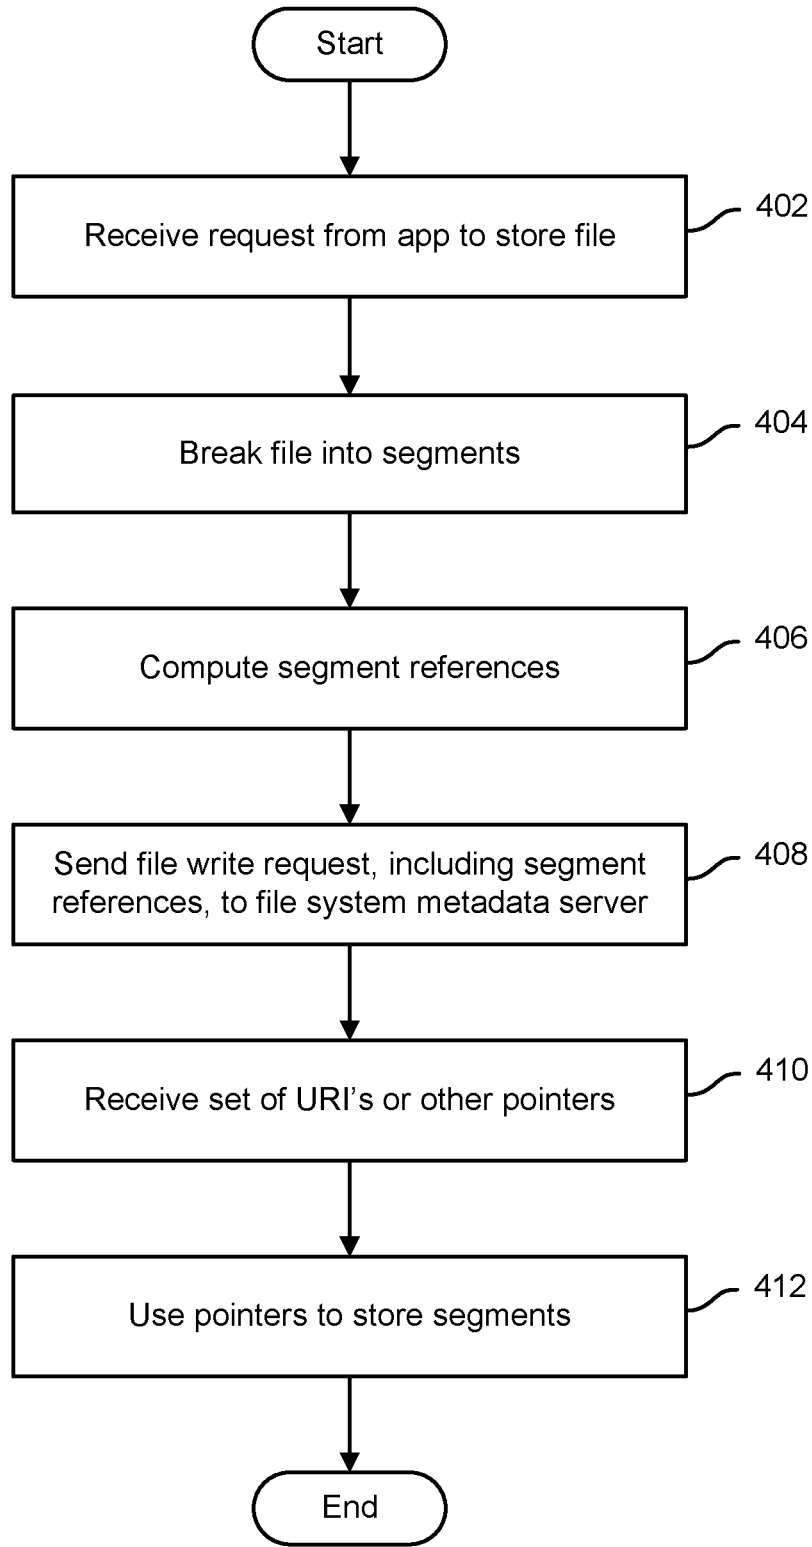 Start
Receive request from app to store file
402
Break file into segments
404
Compute segment references
406
Send file write request, including segment
references, to file system metadata server
408
Receive set of URI's or other pointers
410
Use pointers to store segments
412
End